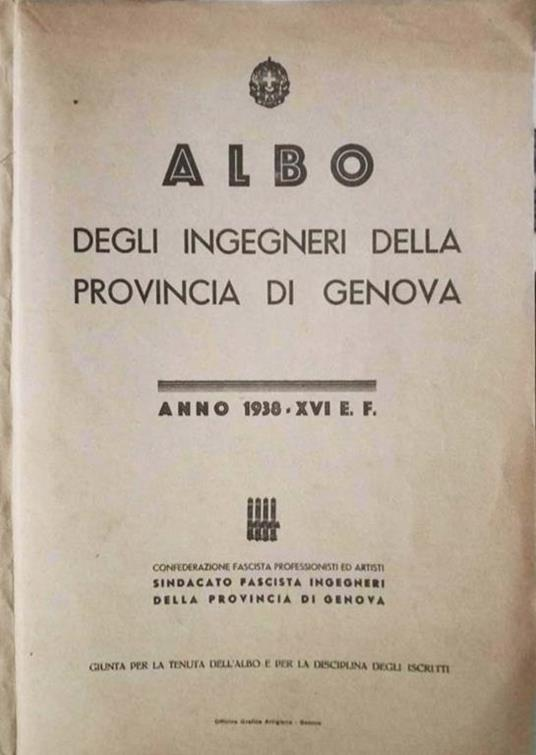 ALBO
DEGLI INGEGNERI DELLA
PROVINCIA DI GENOVA
ANNO 1938 - XVI E. F.
CONFEDERAZIONE FASCISTA PROFESSIONISTI ED ARTISTI
SINDACATO FASCISTA INGEGNERI
DELLA PROVINCIA DI GENOVA
GIUNTA PER LA TENUTA DELL'ALBO E PER LA DISCIPLINA DEGLI ISCRITTI
Officina Grafica Artigiana - Genova